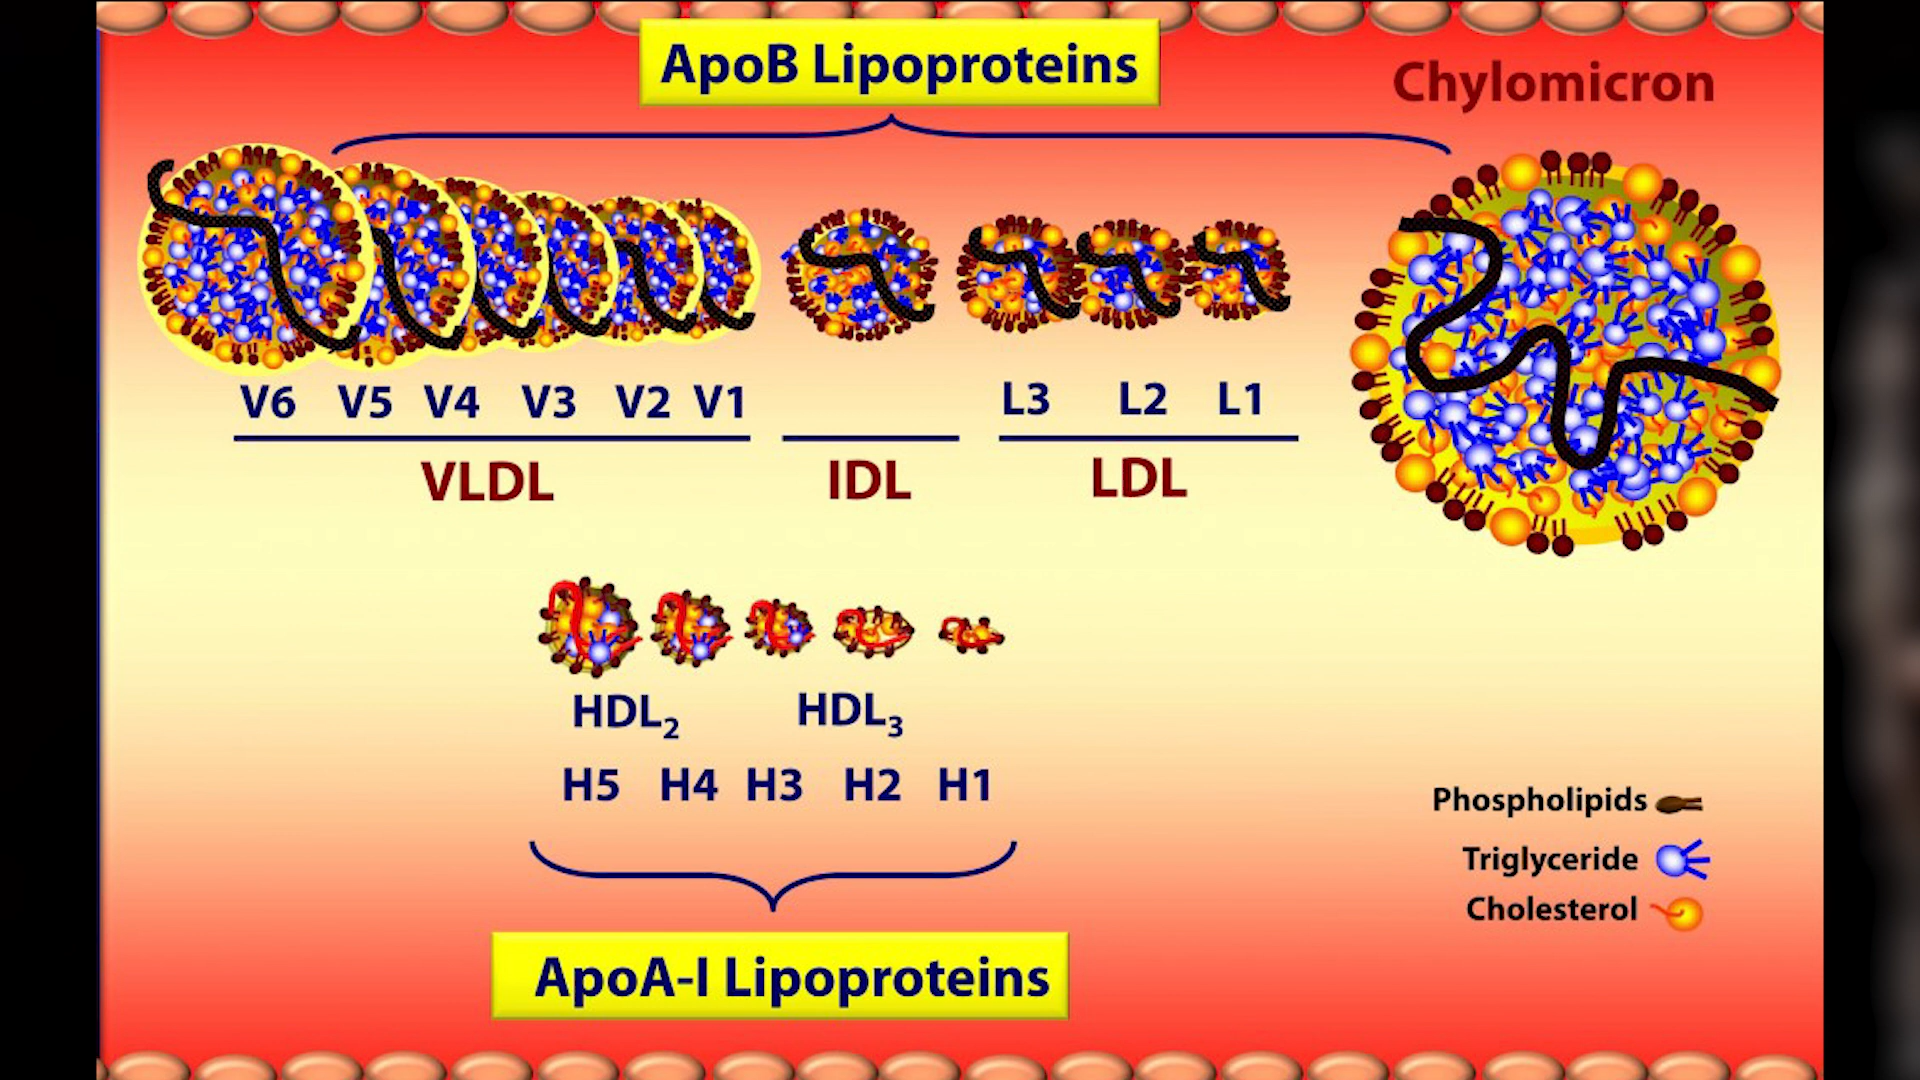 ApoB Lipoproteins
Chylomicron
V6 V5 V4 V3 V2 V1
L3 L2 L1
VLDL
IDL
LDL
HDL2
HDL3
H5 H4 H3 H2 H1
Phospholipids
Triglyceride
Cholesterol
ApoA-I Lipoproteins